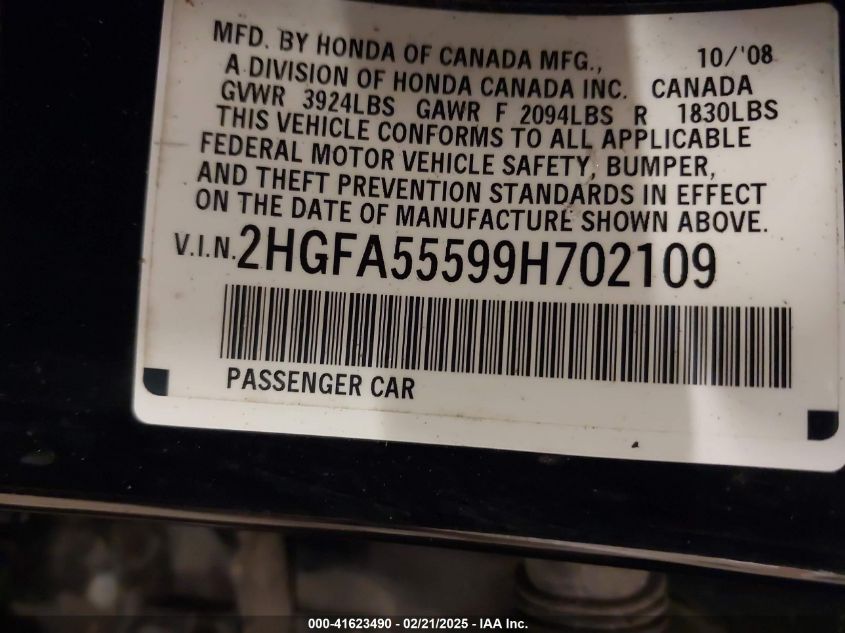 MFD. BY HONDA OF CANADA MFG., 10/'08
A DIVISION OF HONDA CANADA INC. CANADA
GVWR 3924LBS GAWR F 2094LBS R 1830LBS
THIS VEHICLE CONFORMS TO ALL APPLICABLE
FEDERAL MOTOR VEHICLE SAFETY, BUMPER,
AND THEFT PREVENTION STANDARDS IN EFFECT
ON THE DATE OF MANUFACTURE SHOWN ABOVE.
V.I.N. 2HGFA55599H702109
PASSENGER CAR
000-41623490 - 02/21/2025 - IAA Inc.